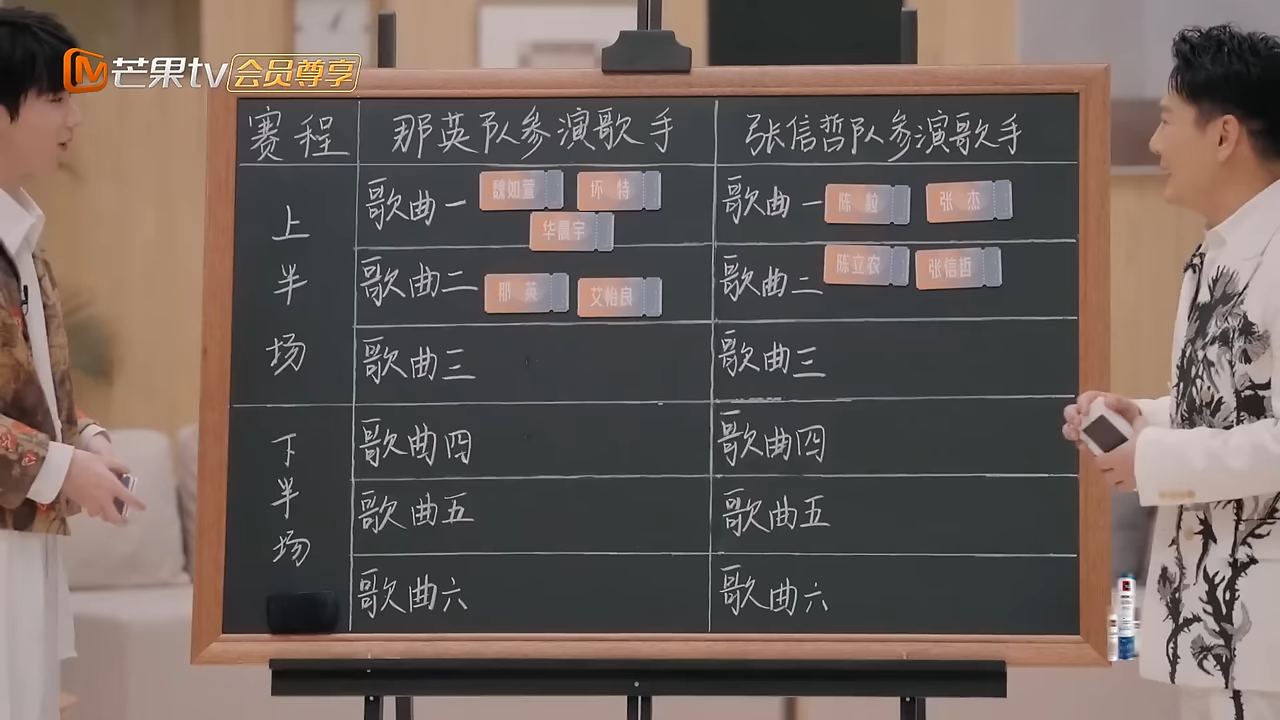 芒果tv 会员尊享
赛程 那英队参演歌手 张信哲队参演歌手
上半场
歌曲一 魏如萱 坏特 歌曲一 陈粒 张杰
华晨宇
歌曲二 那英 艾怡良 歌曲二 陈立农 张信哲
歌曲三 歌曲三
下半场
歌曲四 歌曲四
歌曲五 歌曲五
歌曲六 歌曲六